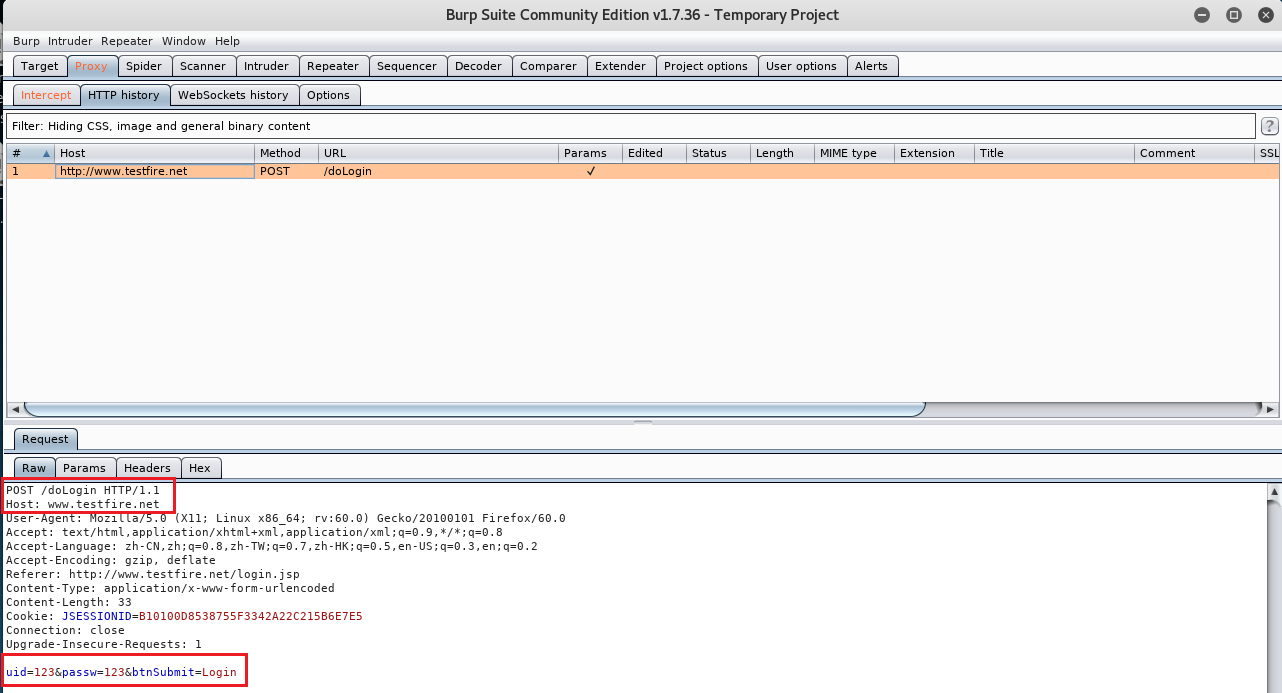 Burp Suite Community Edition v1.7.36 - Temporary Project
Burp Intruder Repeater Window Help
Target Proxy Spider Scanner Intruder Repeater Sequencer Decoder Comparer Extender Project options User options Alerts
Intercept HTTP history WebSockets history Options
Filter: Hiding CSS, image and general binary content ?
# Host Method URL Params Edited Status Length MIME type Extension Title Comment SSL
1 http://www.testfire.net POST /doLogin ✓
Request
Raw Params Headers Hex
POST /doLogin HTTP/1.1
Host: www.testfire.net
User-Agent: Mozilla/5.0 (X11; Linux x86_64; rv:60.0) Gecko/20100101 Firefox/60.0
Accept: text/html,application/xhtml+xml,application/xml;q=0.9,*/*;q=0.8
Accept-Language: zh-CN,zh;q=0.8,zh-TW;q=0.7,zh-HK;q=0.5,en-US;q=0.3,en;q=0.2
Accept-Encoding: gzip, deflate
Referer: http://www.testfire.net/login.jsp
Content-Type: application/x-www-form-urlencoded
Content-Length: 33
Cookie: JSESSIONID=B10100D8538755F3342A22C215B6E7E5
Connection: close
Upgrade-Insecure-Requests: 1
uid=123&passw=123&btnSubmit=Login